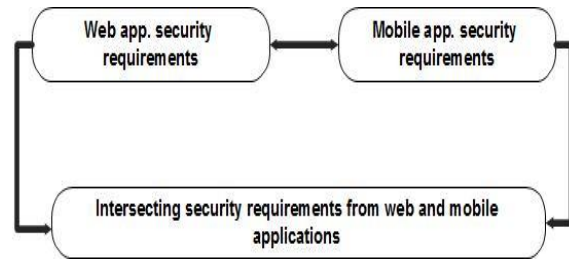 Web app. security
requirements
Mobile app. security
requirements
Intersecting security requirements from web and mobile
applications